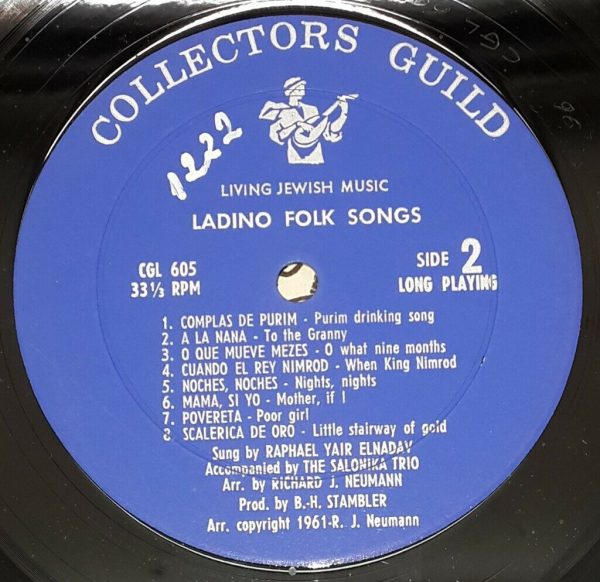 COLLECTORS GUILD
1222
LIVING JEWISH MUSIC
LADINO FOLK SONGS
CGL 605
33⅓ RPM
SIDE 2
LONG PLAYING
1. COMPLAS DE PURIM - Purim drinking song
2. A LA NANA - To the Granny
3. O QUE MUEVE MEZES - O what nine months
4. CUANDO EL REY NIMROD - When King Nimrod
5. NOCHES, NOCHES - Nights, nights
6. MAMA, SI YO - Mother, if I
7. POVERETA - Poor girl
8. SCALERICA DE ORO - Little stairway of gold
Sung by RAPHAEL YAIR ELNADAV
Accompanied by THE SALONIKA TRIO
Arr. by RICHARD J. NEUMANN
Prod. by B.-H. STAMBLER
Arr. copyright 1961-R. J. Neumann